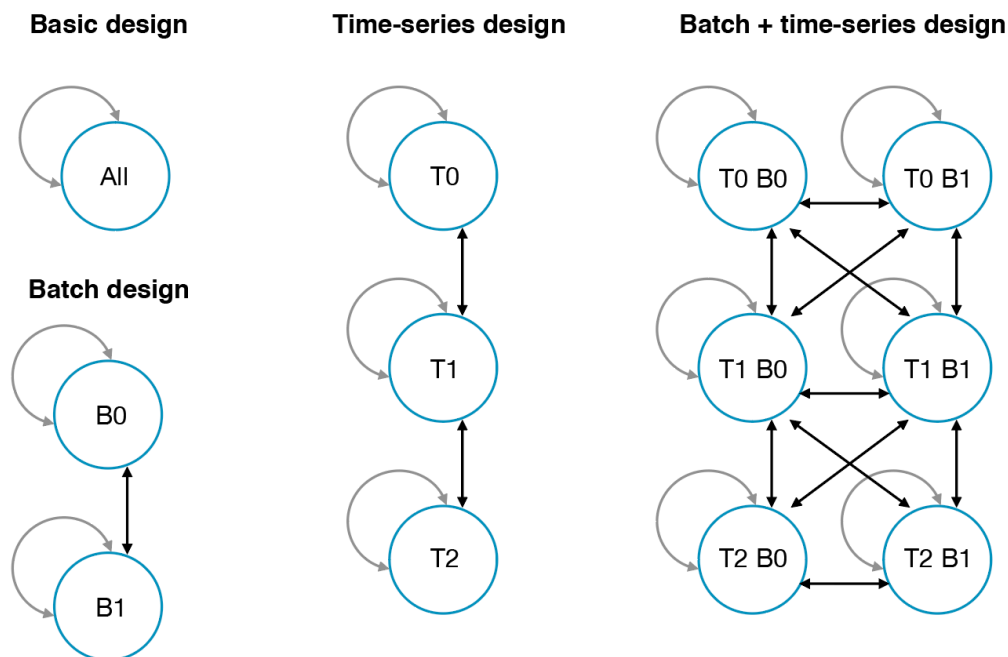 Basic design
All
Batch design
B0
B1
Time-series design
T0
T1
T2
Batch + time-series design
T0 B0
T0 B1
T1 B0
T1 B1
T2 B0
T2 B1